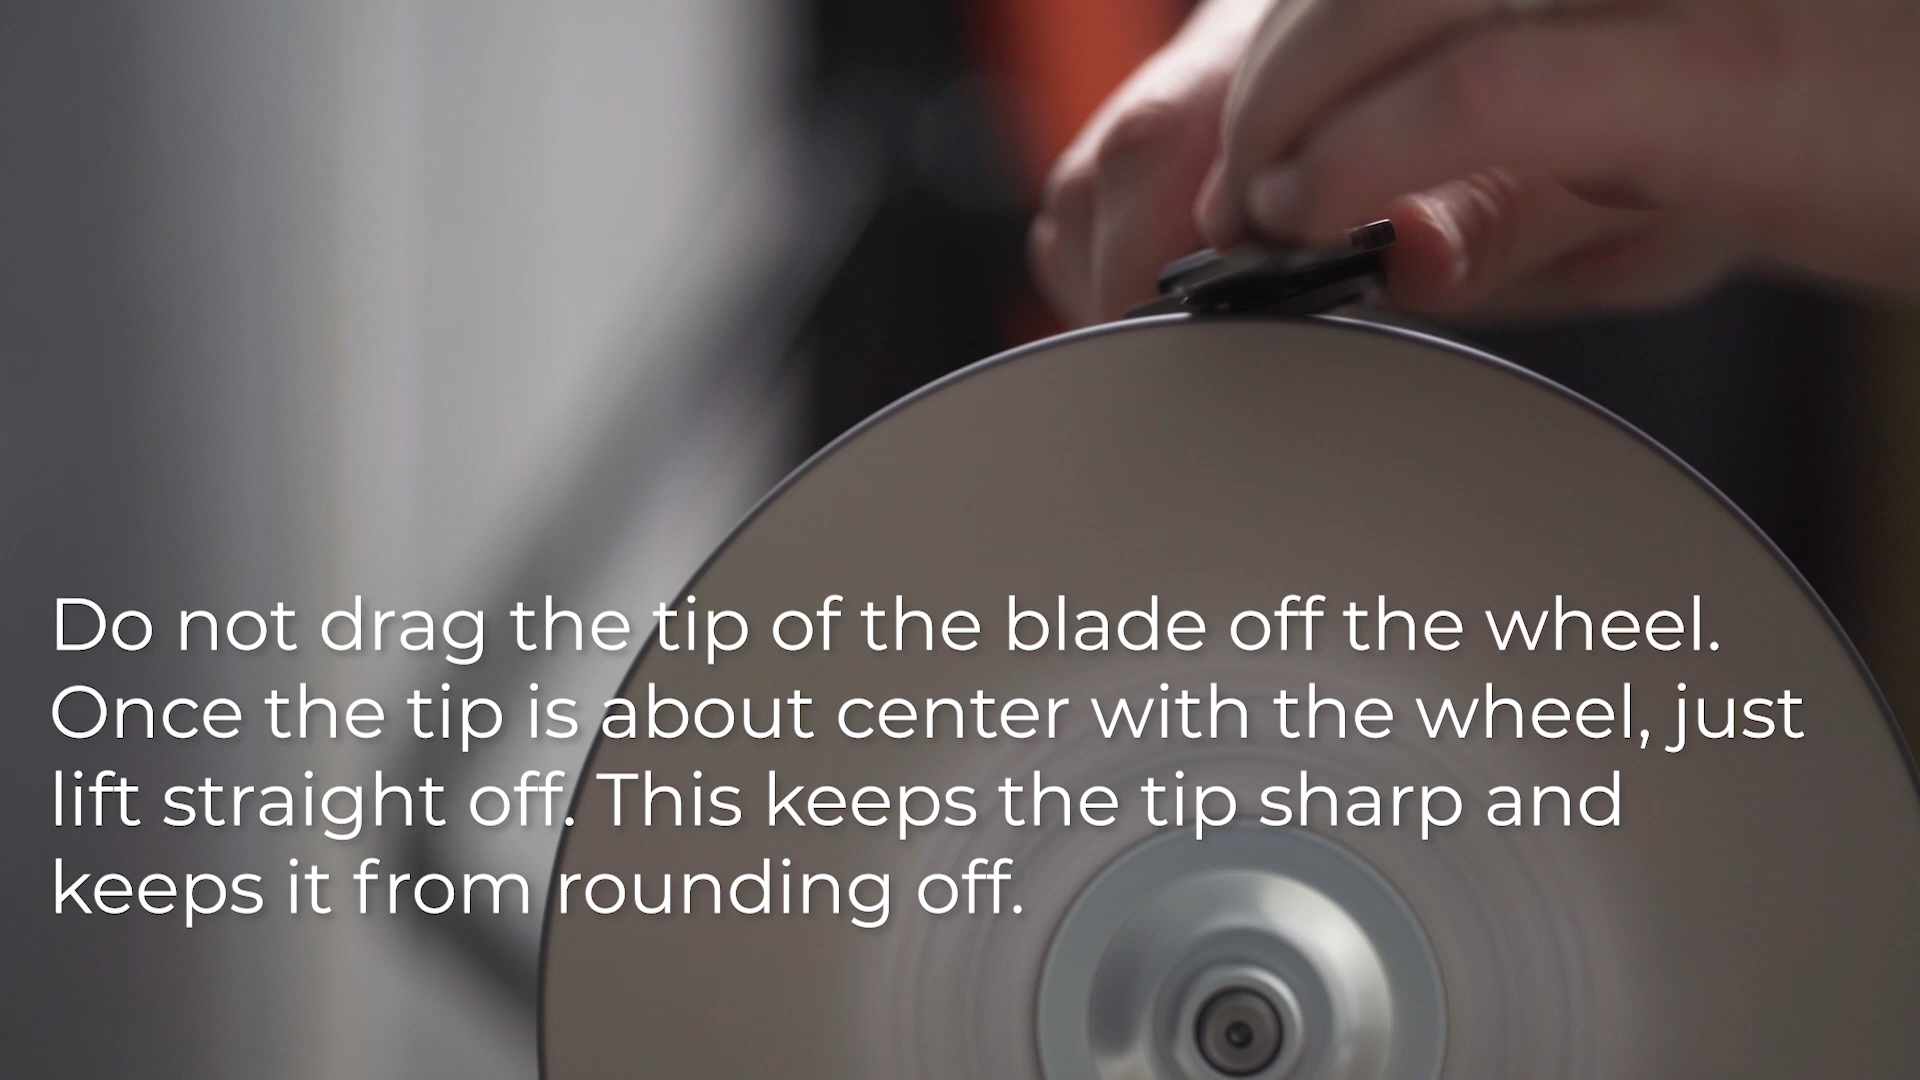 Do not drag the tip of the blade off the wheel.
Once the tip is about center with the wheel, just
lift straight off. This keeps the tip sharp and
keeps it from rounding off.